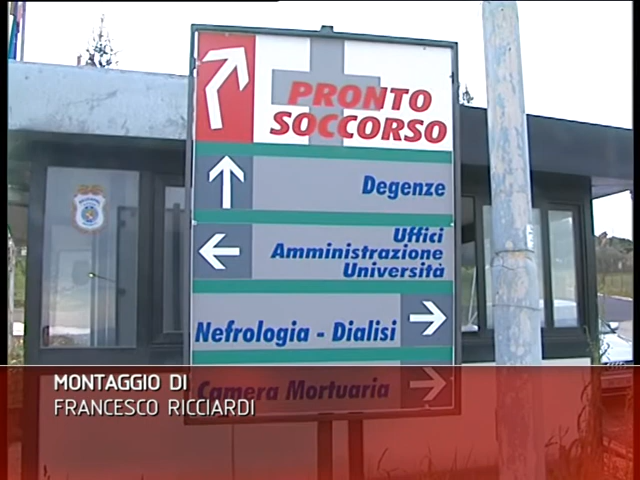 PRONTO
SOCCORSO
Degenze
Uffici
Amministrazione
Università
Nefrologia - Dialisi
Camera Mortuaria
MONTAGGIO DI
FRANCESCO RICCIARDI